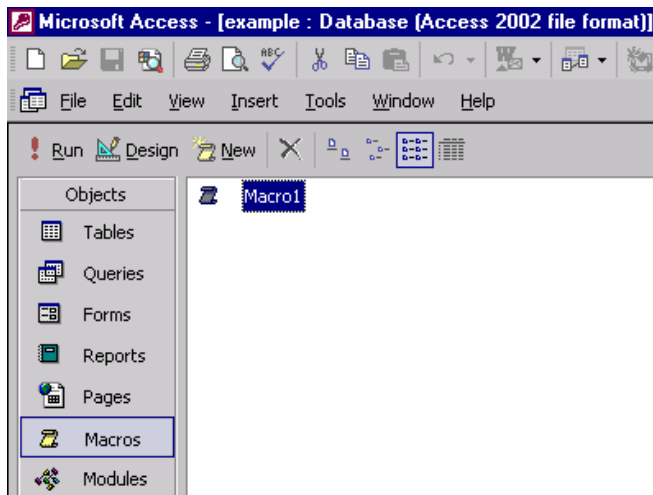 Microsoft Access - [example : Database (Access 2002 file format)]
ABC
File Edit View Insert Tools Window Help
Run Design New
Objects
Macro1
Tables
Queries
Forms
Reports
Pages
Macros
Modules